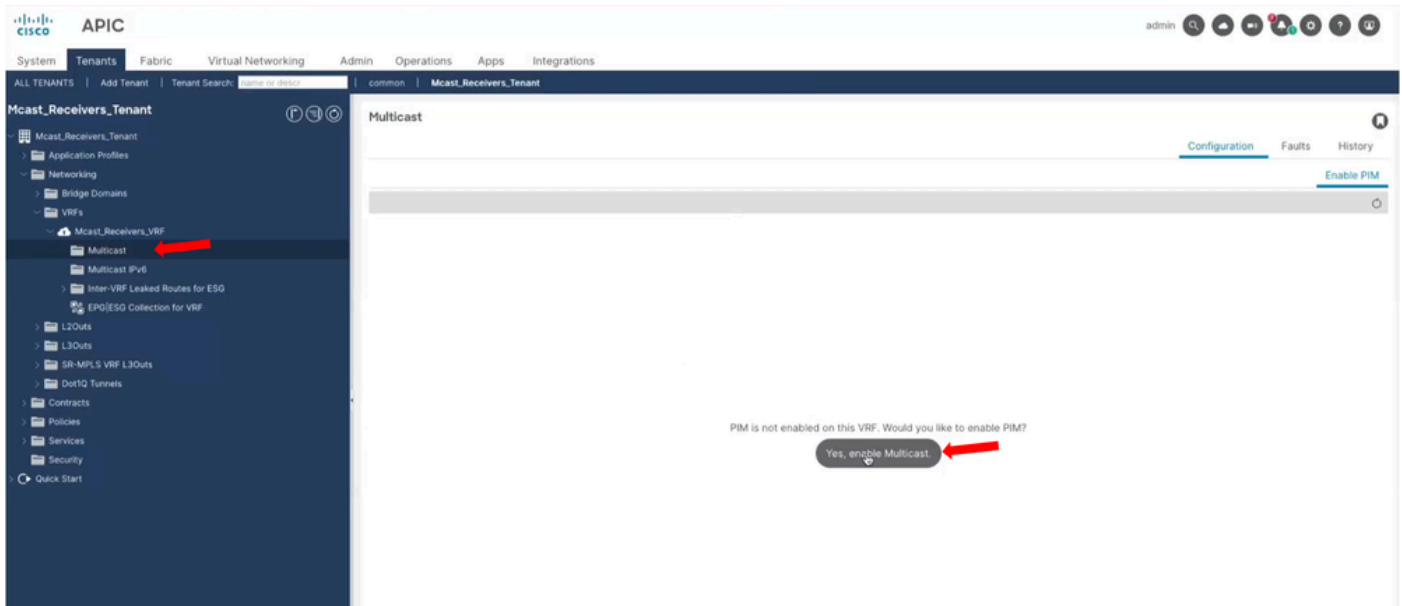 CISCO APIC admin
System Tenants Fabric Virtual Networking Admin Operations Apps Integrations
ALL TENANTS | Add Tenant | Tenant Search: name or descr | common | Mcast_Receivers_Tenant
Mcast_Receivers_Tenant
Mcast_Receivers_Tenant
Application Profiles
Networking
Bridge Domains
VRFs
Mcast_Receivers_VRF
Multicast
Multicast IPv6
Inter-VRF Leaked Routes for ESG
EPG|ESG Collection for VRF
L2Outs
L3Outs
SR-MPLS VRF L3Outs
Dot1Q Tunnels
Contracts
Policies
Services
Security
Quick Start
Multicast
Configuration Faults History
Enable PIM
PIM is not enabled on this VRF. Would you like to enable PIM?
Yes, enable Multicast.